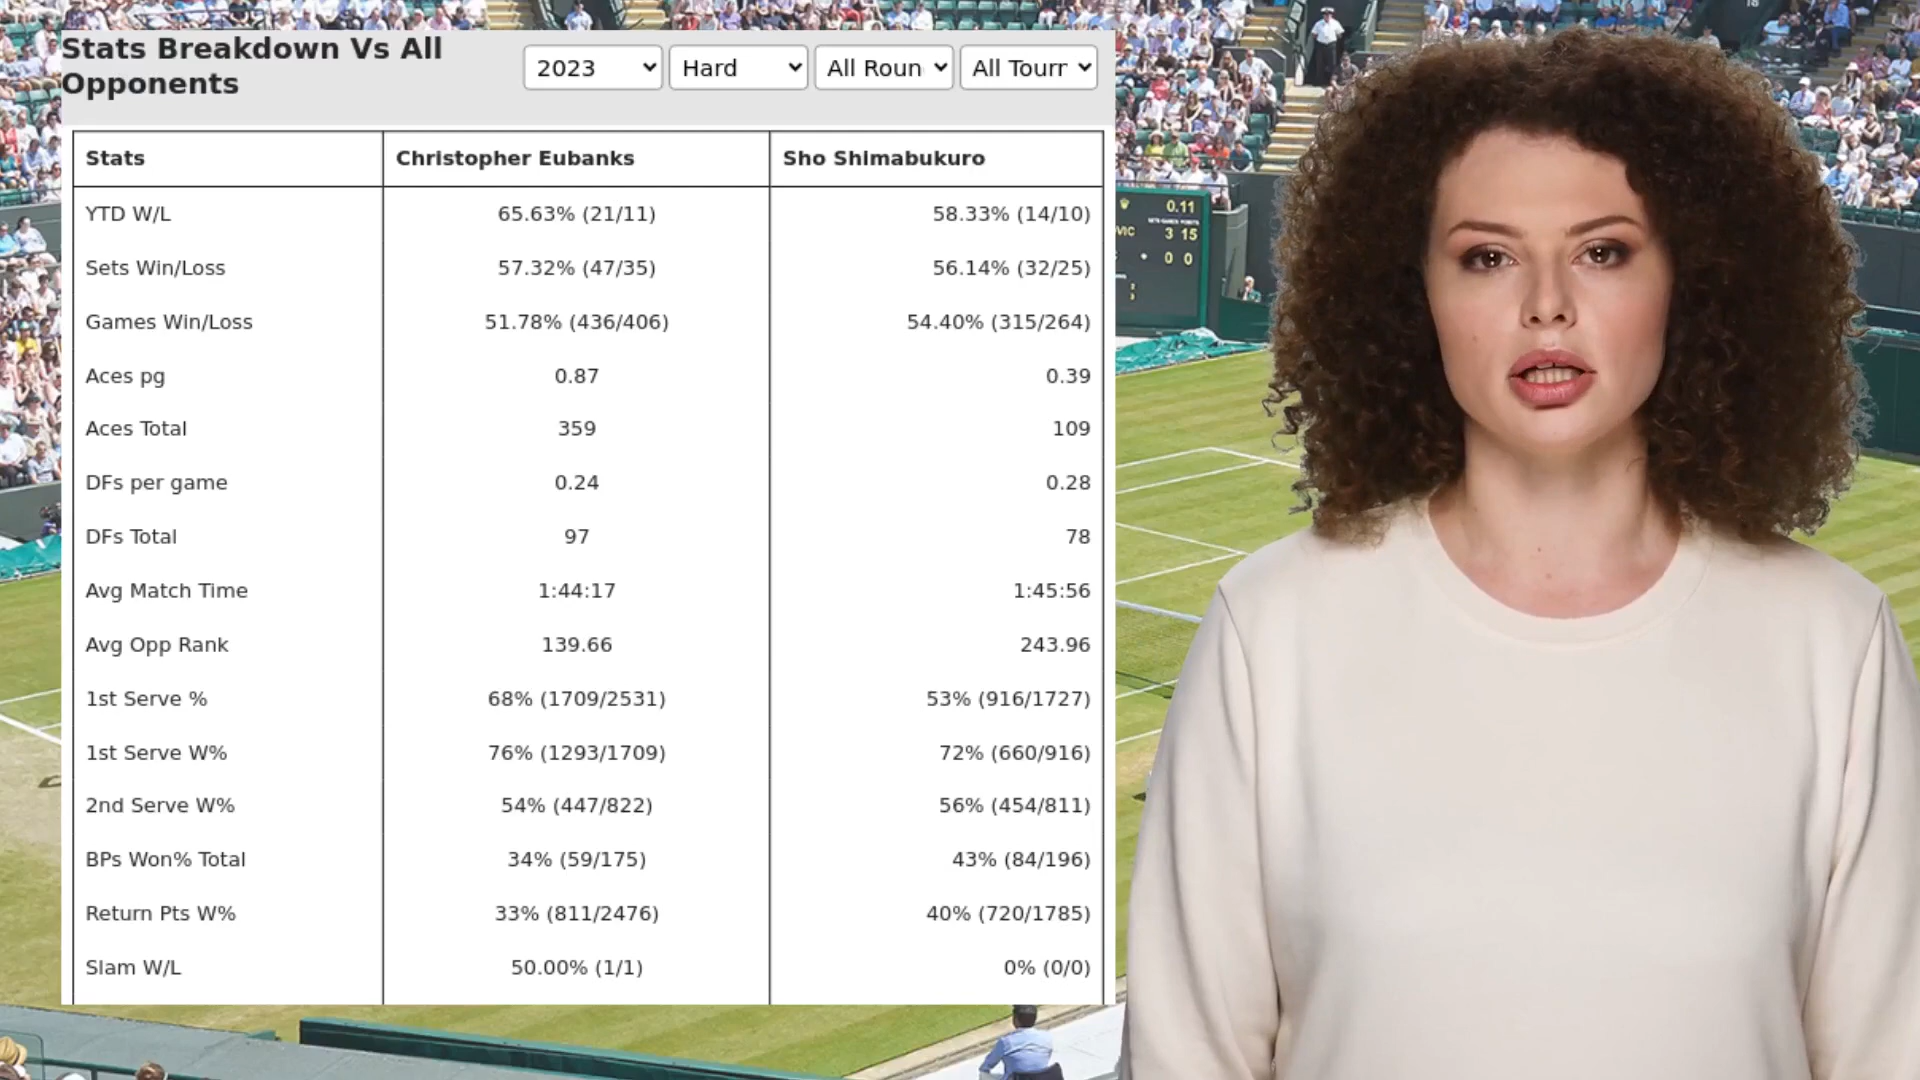 Stats Breakdown Vs All
Opponents
2023 Hard All Roun All Tourr
Stats Christopher Eubanks Sho Shimabukuro
YTD W/L 65.63% (21/11) 58.33% (14/10)
Sets Win/Loss 57.32% (47/35) 56.14% (32/25)
Games Win/Loss 51.78% (436/406) 54.40% (315/264)
Aces pg 0.87 0.39
Aces Total 359 109
DFs per game 0.24 0.28
DFs Total 97 78
Avg Match Time 1:44:17 1:45:56
Avg Opp Rank 139.66 243.96
1st Serve % 68% (1709/2531) 53% (916/1727)
1st Serve W% 76% (1293/1709) 72% (660/916)
2nd Serve W% 54% (447/822) 56% (454/811)
BPs Won% Total 34% (59/175) 43% (84/196)
Return Pts W% 33% (811/2476) 40% (720/1785)
Slam W/L 50.00% (1/1) 0% (0/0)
18
0.11
VIC 3 15
0 0